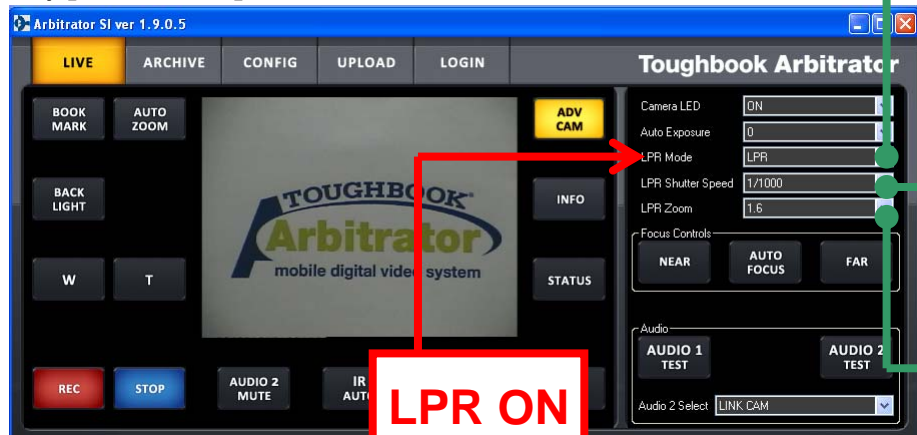 Arbitrator SI ver 1.9.0.5
LIVE ARCHIVE CONFIG UPLOAD LOGIN
Toughbook Arbitrator
BOOK MARK
AUTO ZOOM
BACK LIGHT
W T
TOUGHBOOK
Arbitrator
mobile digital video system
ADV CAM
INFO
STATUS
Camera LED ON
Auto Exposure 0
LPR Mode LPR
LPR Shutter Speed 1/1000
LPR Zoom 1.6
Focus Controls
NEAR
AUTO FOCUS
FAR
Audio
AUDIO 1 TEST
AUDIO 2 TEST
Audio 2 Select LINK CAM
REC STOP
AUDIO 2 MUTE
IR
LPR ON